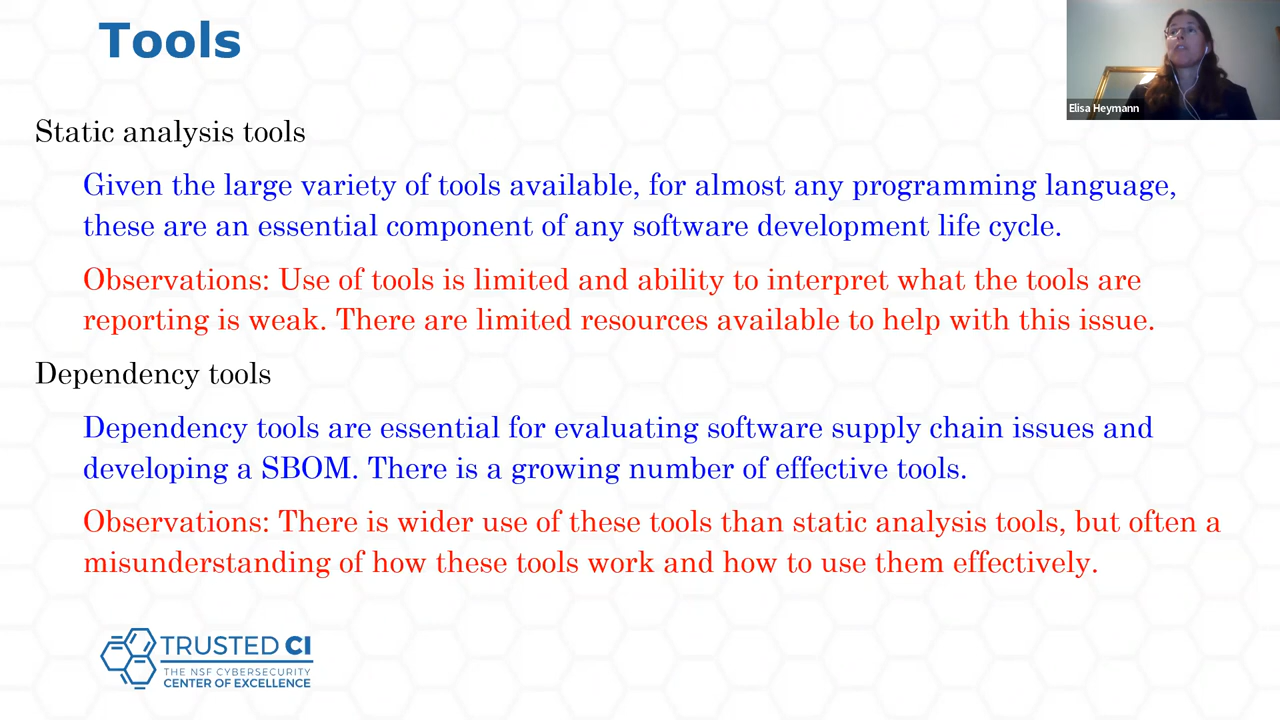 Tools
Elisa Heymann
Static analysis tools
Given the large variety of tools available, for almost any programming language,
these are an essential component of any software development life cycle.
Observations: Use of tools is limited and ability to interpret what the tools are
reporting is weak. There are limited resources available to help with this issue.
Dependency tools
Dependency tools are essential for evaluating software supply chain issues and
developing a SBOM. There is a growing number of effective tools.
Observations: There is wider use of these tools than static analysis tools, but often a
misunderstanding of how these tools work and how to use them effectively.
TRUSTED CI
THE NSF CYBERSECURITY
CENTER OF EXCELLENCE